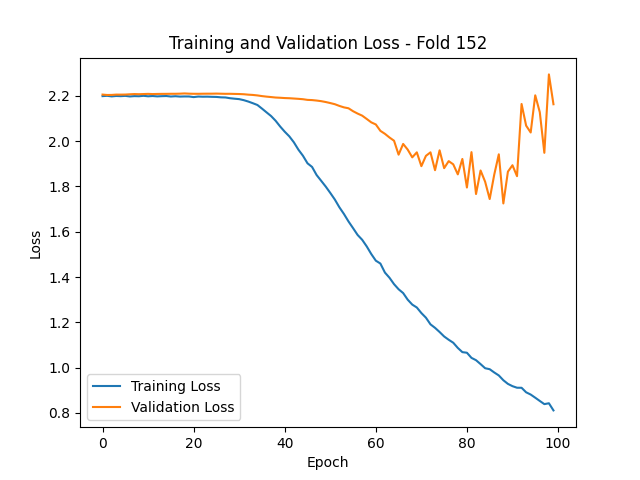 Training and Validation Loss - Fold 152
Loss
2.2
2.0
1.8
1.6
1.4
1.2
1.0
0.8
Training Loss
Validation Loss
0 20 40 60 80 100
Epoch